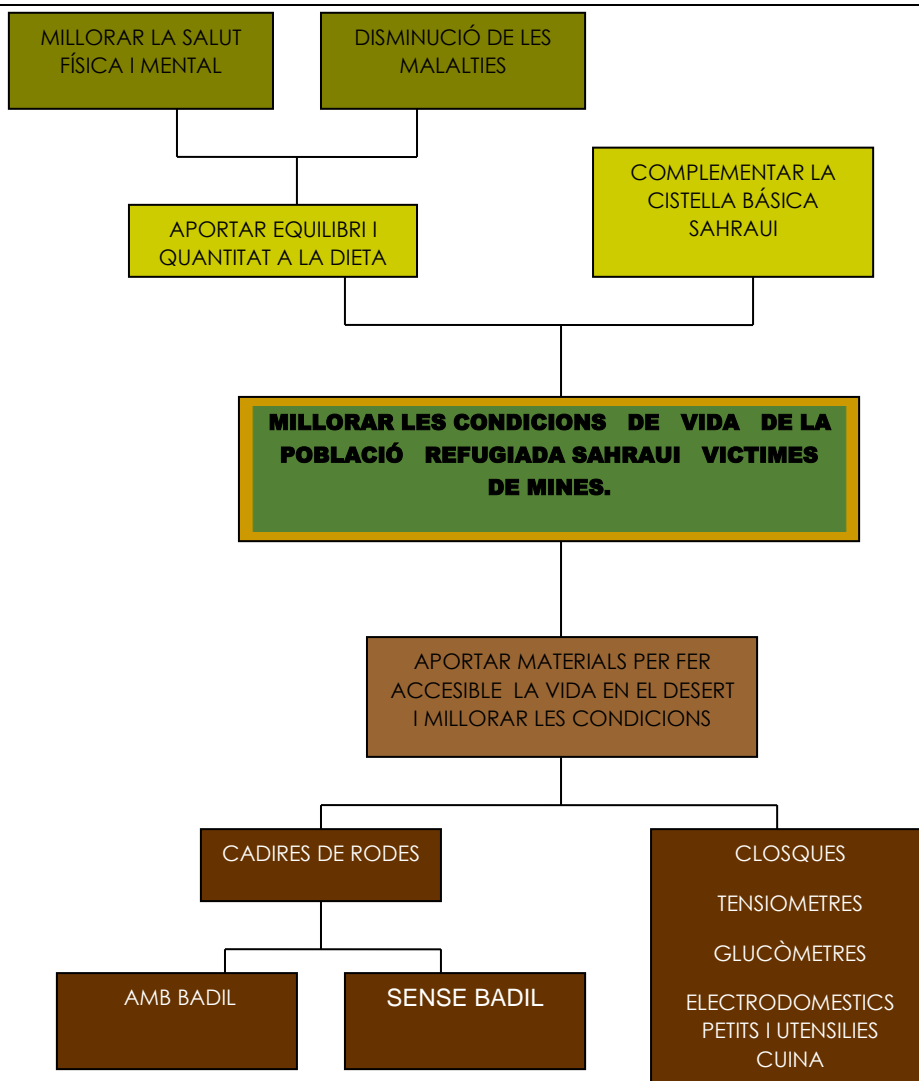 MILLORAR LA SALUT
FÍSICA I MENTAL
DISMINUCIÓ DE LES
MALALTIES
COMPLEMENTAR LA
CISTELLA BÁSICA
SAHRAUI
APORTAR EQUILIBRI I
QUANTITAT A LA DIETA
MILLORAR LES CONDICIONS DE VIDA DE LA
POBLACIÓ REFUGIADA SAHRAUI VICTIMES
DE MINES.
APORTAR MATERIALS PER FER
ACCESIBLE LA VIDA EN EL DESERT
I MILLORAR LES CONDICIONS
CADIRES DE RODES
CLOSQUES
TENSIOMETRES
GLUCÒMETRES
ELECTRODOMESTICS
PETITS I UTENSILIES
CUINA
AMB BADIL
SENSE BADIL